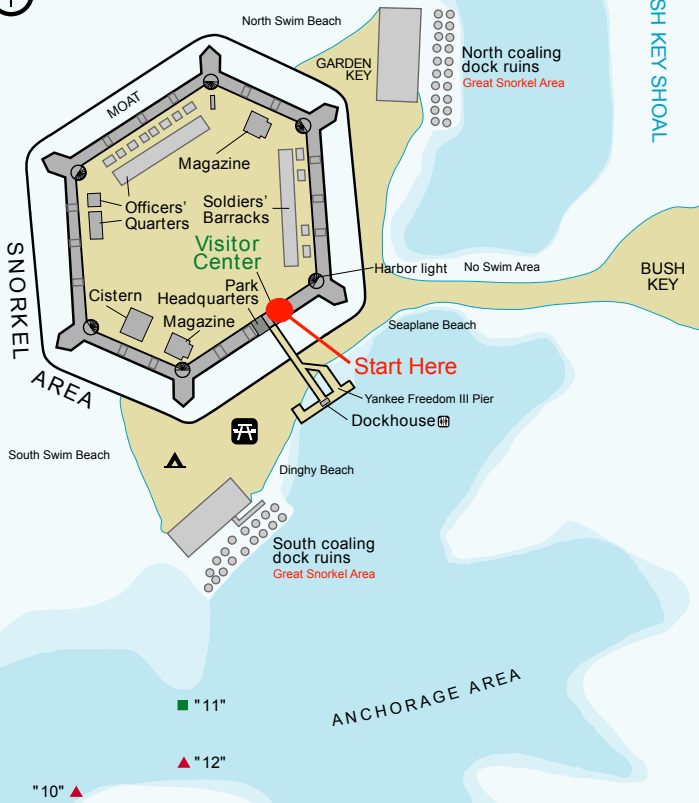 North Swim Beach
GARDEN
KEY
North coaling
dock ruins
Great Snorkel Area
SH KEY SHOAL
MOAT
Magazine
Officers'
Quarters
Soldiers'
Barracks
Visitor
Center
Harbor light
No Swim Area
BUSH
KEY
SNORKEL AREA
Cistern
Park
Headquarters
Magazine
Seaplane Beach
Start Here
Yankee Freedom III Pier
Dockhouse
South Swim Beach
Dinghy Beach
South coaling
dock ruins
Great Snorkel Area
ANCHORAGE AREA
"11"
"12"
"10"